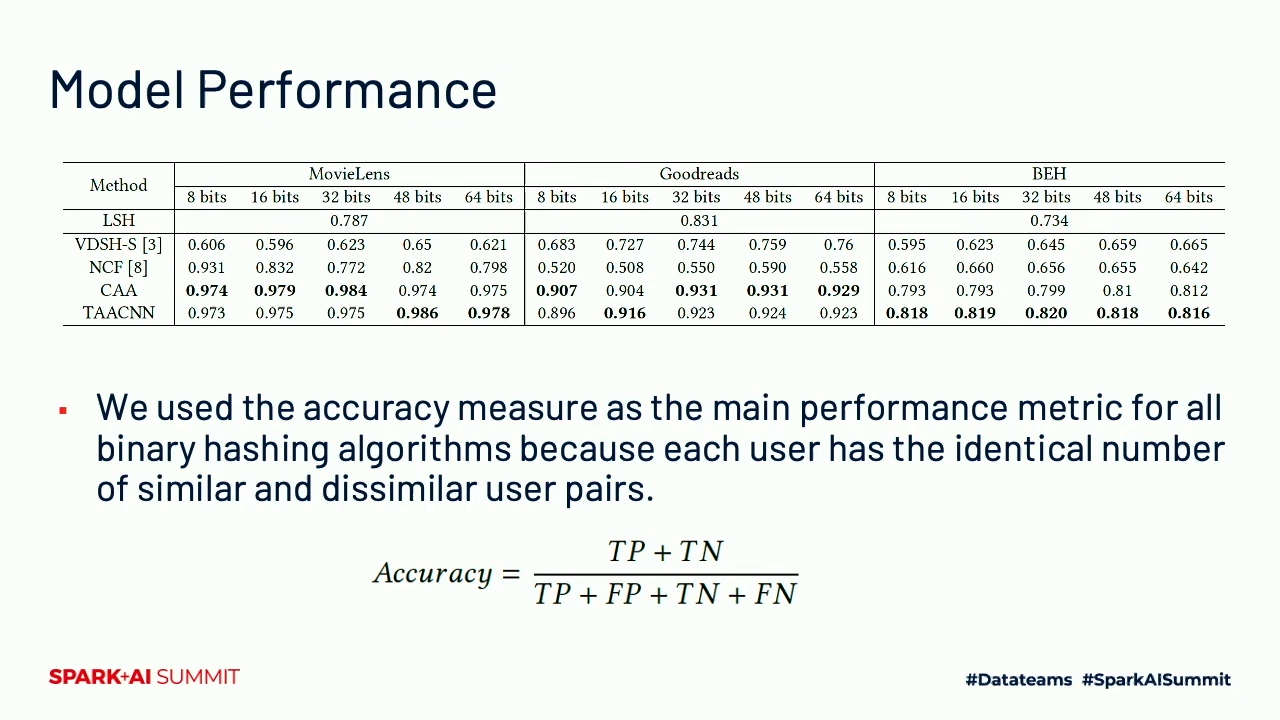 Model Performance
Method MovieLens Goodreads BEH
8 bits 16 bits 32 bits 48 bits 64 bits 8 bits 16 bits 32 bits 48 bits 64 bits 8 bits 16 bits 32 bits 48 bits 64 bits
LSH 0.787 0.831 0.734
VDSH-S [3] 0.606 0.596 0.623 0.65 0.621 0.683 0.727 0.744 0.759 0.76 0.595 0.623 0.645 0.659 0.665
NCF [8] 0.931 0.832 0.772 0.82 0.798 0.520 0.508 0.550 0.590 0.558 0.616 0.660 0.656 0.655 0.642
CAA 0.974 0.979 0.984 0.974 0.975 0.907 0.904 0.931 0.931 0.929 0.793 0.793 0.799 0.81 0.812
TAACNN 0.973 0.975 0.975 0.986 0.978 0.896 0.916 0.923 0.924 0.923 0.818 0.819 0.820 0.818 0.816
▪ We used the accuracy measure as the main performance metric for all
binary hashing algorithms because each user has the identical number
of similar and dissimilar user pairs.
TP + TN
Accuracy =
TP + FP + TN + FN
SPARK+AI SUMMIT
#Datateams #SparkAISummit